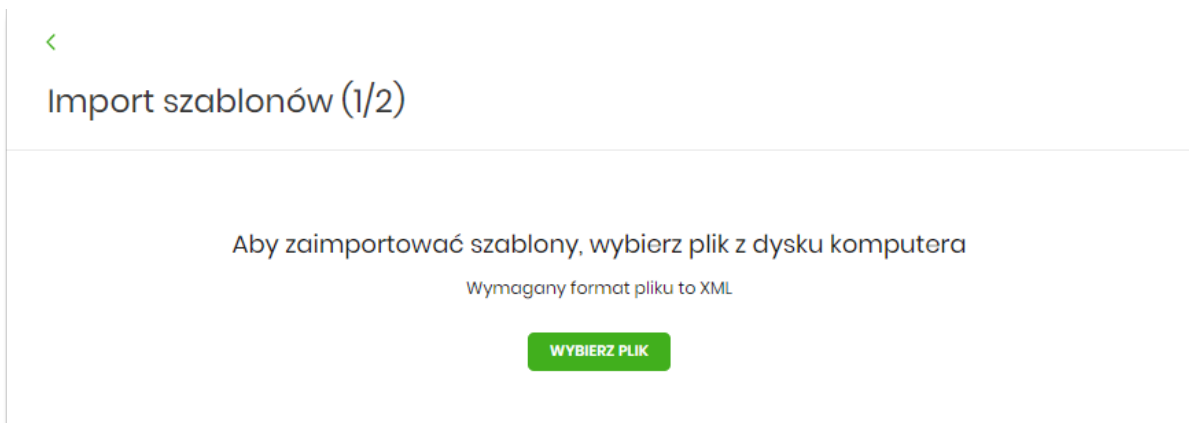 Import szablonów (1/2)
Aby zaimportować szablony, wybierz plik z dysku komputera
Wymagany format pliku to XML
WYBIERZ PLIK